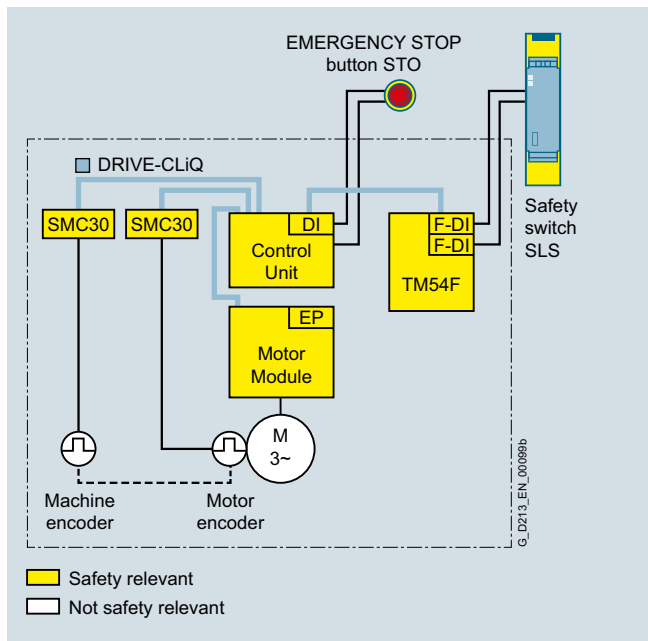 EMERGENCY STOP
button STO
DRIVE-CLiQ
SMC30
SMC30
DI
Control
Unit
F-DI
F-DI
TM54F
Safety
switch
SLS
EP
Motor
Module
M
3~
Machine
encoder
Motor
encoder
G_D213_EN_00099b
Safety relevant
Not safety relevant